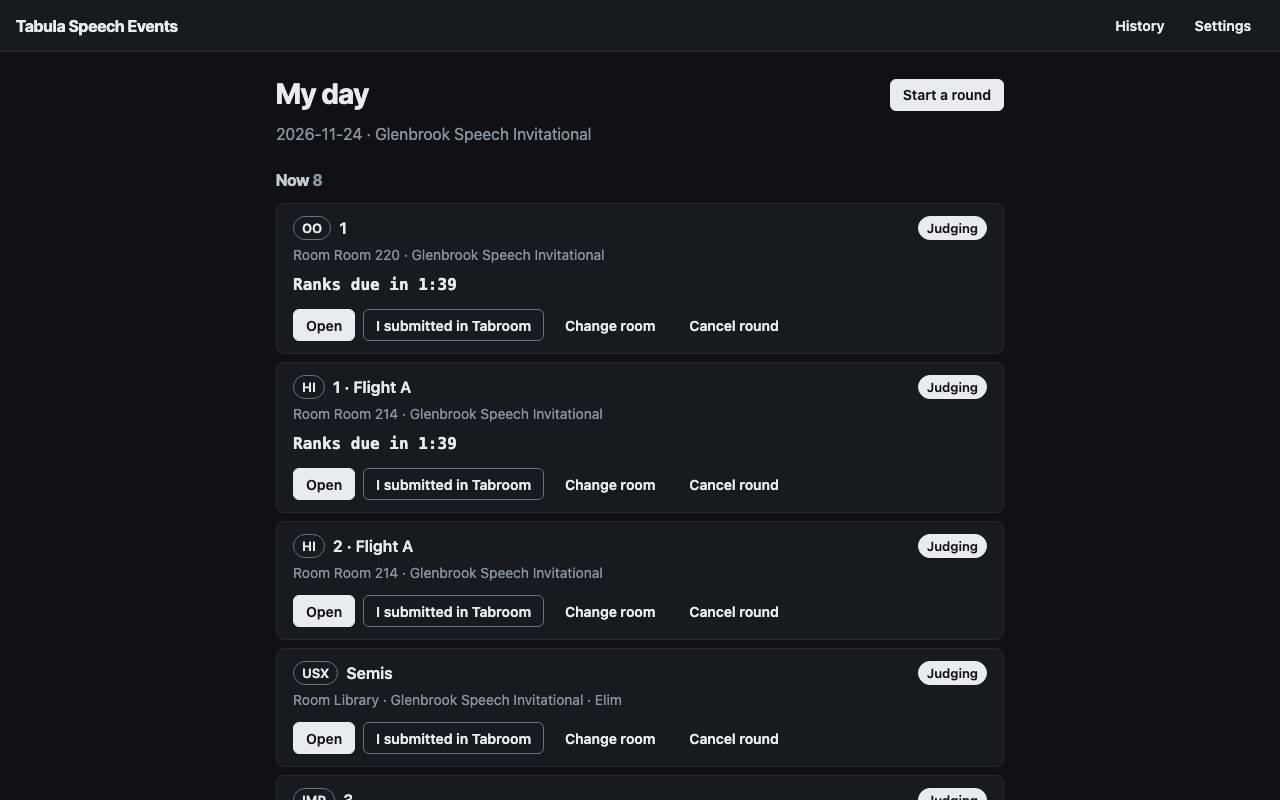 Tabula Speech Events
History
Settings
My day
Start a round
2026-11-24 · Glenbrook Speech Invitational
Now 8
OO 1
Judging
Room Room 220 · Glenbrook Speech Invitational
Ranks due in 1:39
Open
I submitted in Tabroom
Change room
Cancel round
HI 1 · Flight A
Judging
Room Room 214 · Glenbrook Speech Invitational
Ranks due in 1:39
Open
I submitted in Tabroom
Change room
Cancel round
HI 2 · Flight A
Judging
Room Room 214 · Glenbrook Speech Invitational
Open
I submitted in Tabroom
Change room
Cancel round
USX Semis
Judging
Room Library · Glenbrook Speech Invitational · Elim
Open
I submitted in Tabroom
Change room
Cancel round
Judging